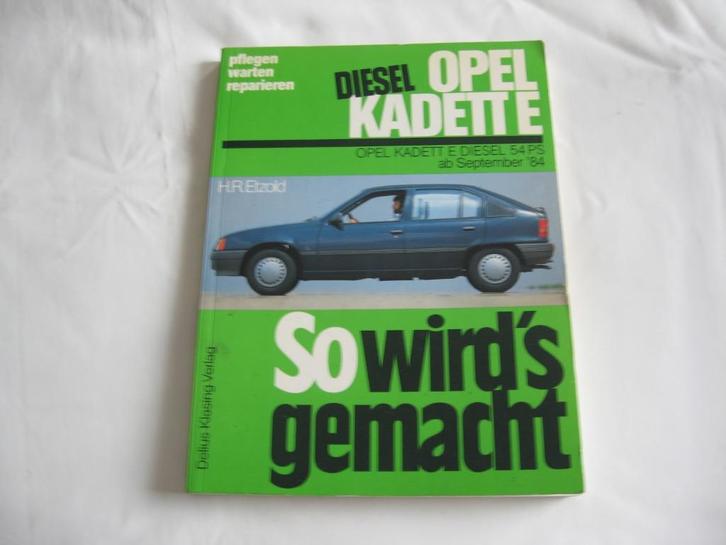 pflegen
warten
reparieren
DIESEL OPEL
KADETT E
OPEL KADETT E DIESEL 54 PS
ab September '84
H.R.Etzold
So wird's
gemacht
Delius Klasing Verlag